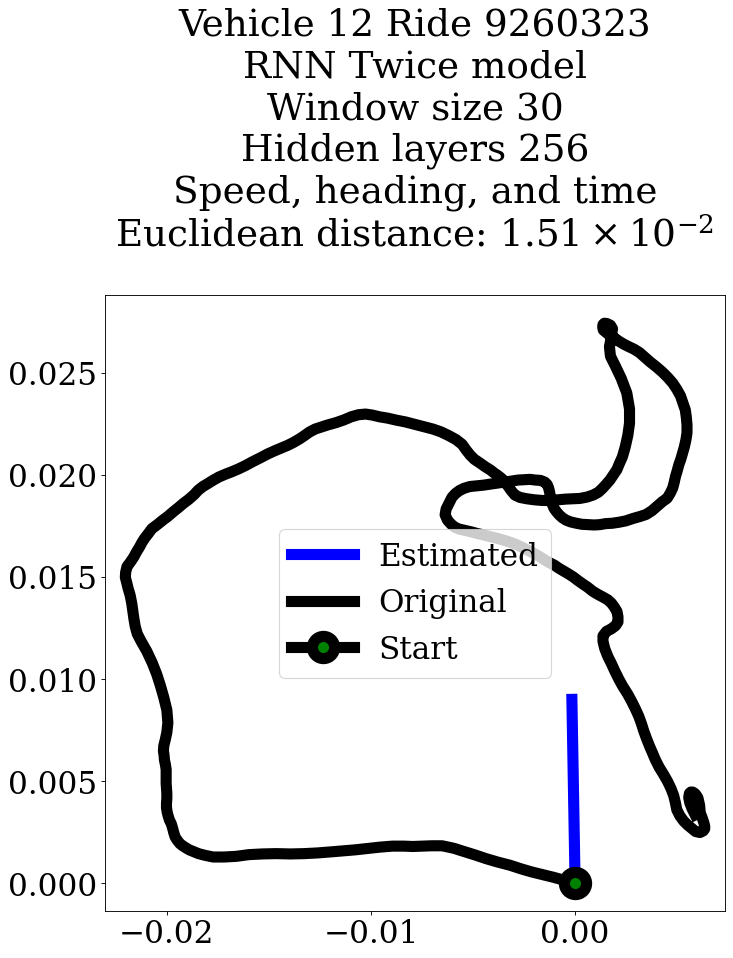 Vehicle 12 Ride 9260323
RNN Twice model
Window size 30
Hidden layers 256
Speed, heading, and time
Euclidean distance: 1.51 × 10⁻²
0.025
0.020
0.015
0.010
0.005
0.000
Estimated
Original
Start
−0.02
−0.01
0.00